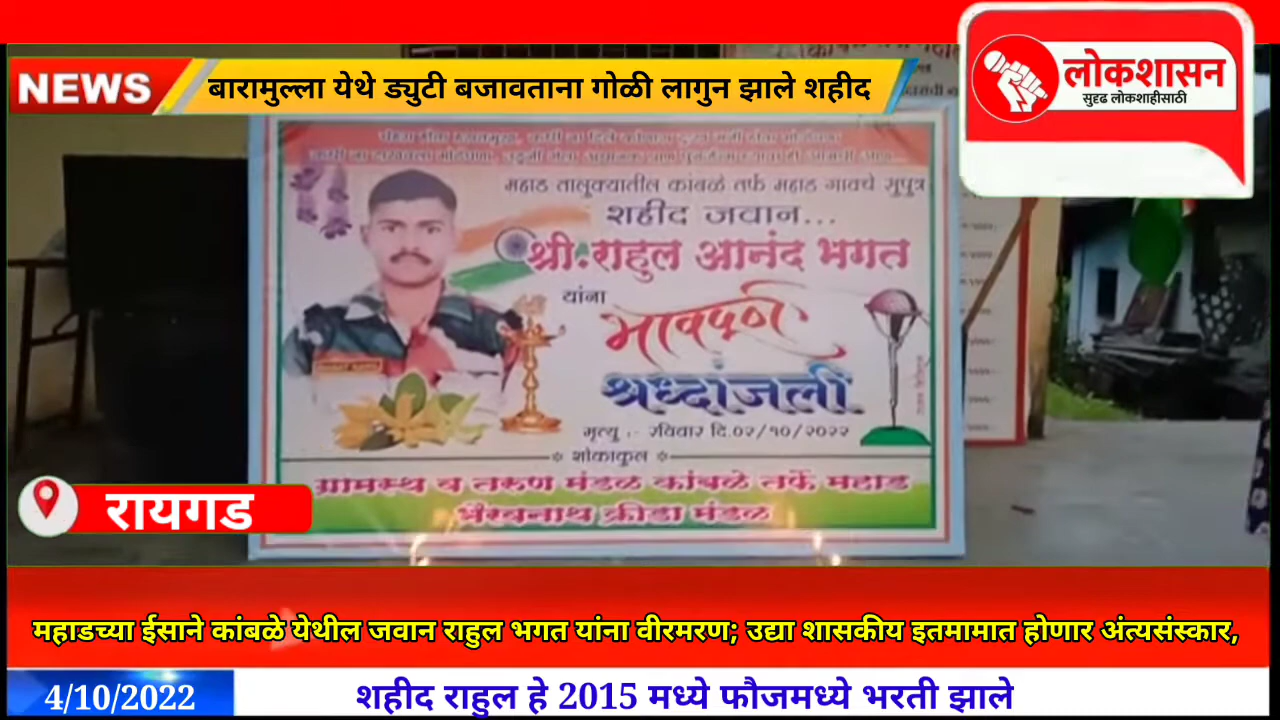 NEWS
बारामुल्ला येथे ड्युटी बजावताना गोळी लागुन झाले शहीद
लोकशासन
सुदृढ लोकशाहीसाठी
महाड तालुक्यातील कांबळे तर्फ महाड गावचे सुपुत्र
शहीद जवान...
श्री.राहुल आनंद भगत
यांना
भावपूर्ण
श्रध्दांजली
मृत्यु :- रविवार दि.०२/१०/२०२२
शोकाकुल
ग्रामस्थ व तरुण मंडळ कांबळे तर्फे महाड
भैरवनाथ क्रीडा मंडळ
रायगड
महाडच्या ईसाने कांबळे येथील जवान राहुल भगत यांना वीरमरण; उद्या शासकीय इतमामात होणार अंत्यसंस्कार,
4/10/2022
शहीद राहुल हे 2015 मध्ये फौजमध्ये भरती झाले